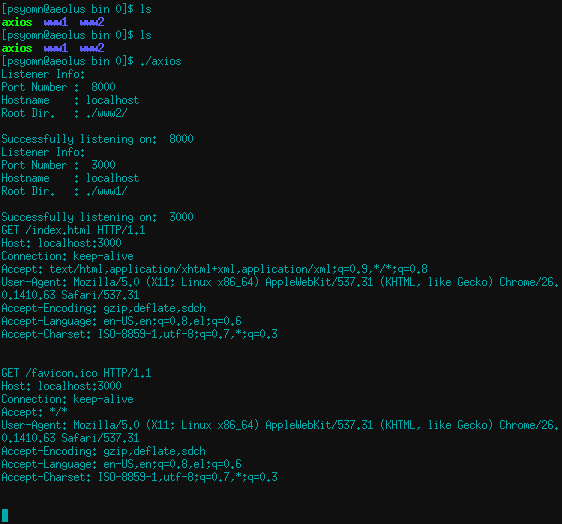 [psyomn@aeolus bin 0]$ ls
axios  www1  www2
[psyomn@aeolus bin 0]$ ls
axios  www1  www2
[psyomn@aeolus bin 0]$ ./axios
Listener Info:
Port Number :  8000
Hostname    : localhost
Root Dir.   : ./www2/

Successfully listening on:  8000
Listener Info:
Port Number :  3000
Hostname    : localhost
Root Dir.   : ./www1/

Successfully listening on:  3000
GET /index.html HTTP/1.1
Host: localhost:3000
Connection: keep-alive
Accept: text/html,application/xhtml+xml,application/xml;q=0.9,*/*;q=0.8
User-Agent: Mozilla/5.0 (X11; Linux x86_64) AppleWebKit/537.31 (KHTML, like Gecko) Chrome/26.
0.1410.63 Safari/537.31
Accept-Encoding: gzip,deflate,sdch
Accept-Language: en-US,en;q=0.8,el;q=0.6
Accept-Charset: ISO-8859-1,utf-8;q=0.7,*;q=0.3

GET /favicon.ico HTTP/1.1
Host: localhost:3000
Connection: keep-alive
Accept: */*
User-Agent: Mozilla/5.0 (X11; Linux x86_64) AppleWebKit/537.31 (KHTML, like Gecko) Chrome/26.
0.1410.63 Safari/537.31
Accept-Encoding: gzip,deflate,sdch
Accept-Language: en-US,en;q=0.8,el;q=0.6
Accept-Charset: ISO-8859-1,utf-8;q=0.7,*;q=0.3